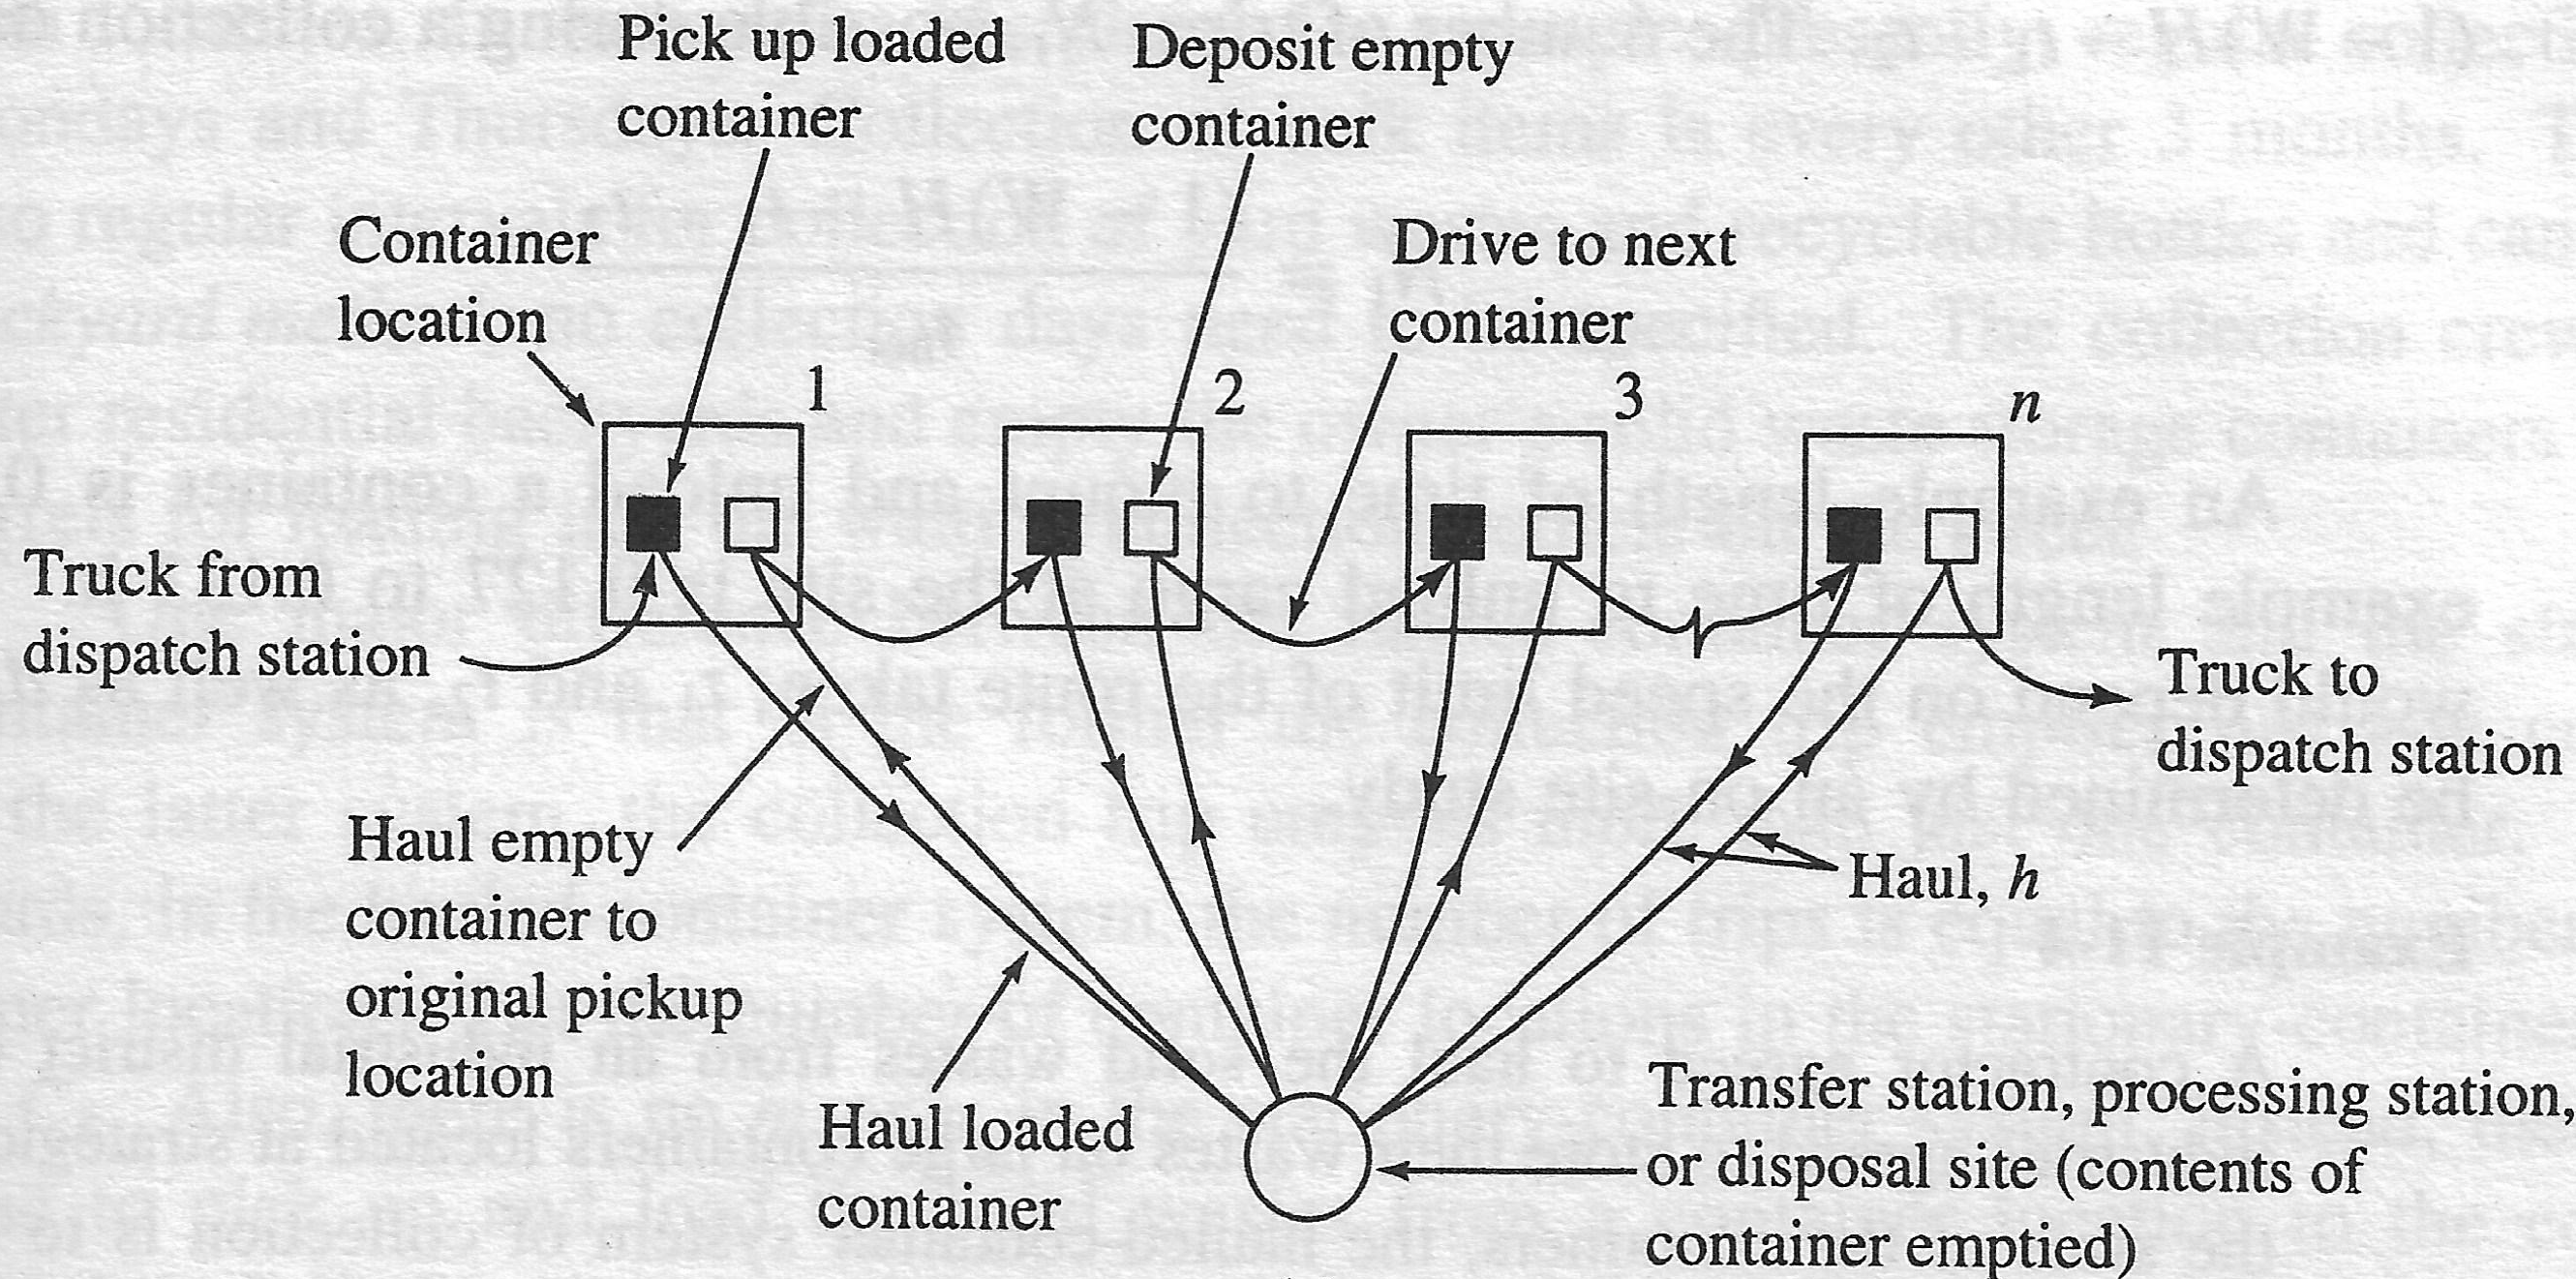 Pick up loaded
container
Deposit empty
container
Container
location
Drive to next
container
1
2
3
n
Truck from
dispatch station
Truck to
dispatch station
Haul empty
container to
original pickup
location
Haul, h
Haul loaded
container
Transfer station, processing station,
or disposal site (contents of
container emptied)